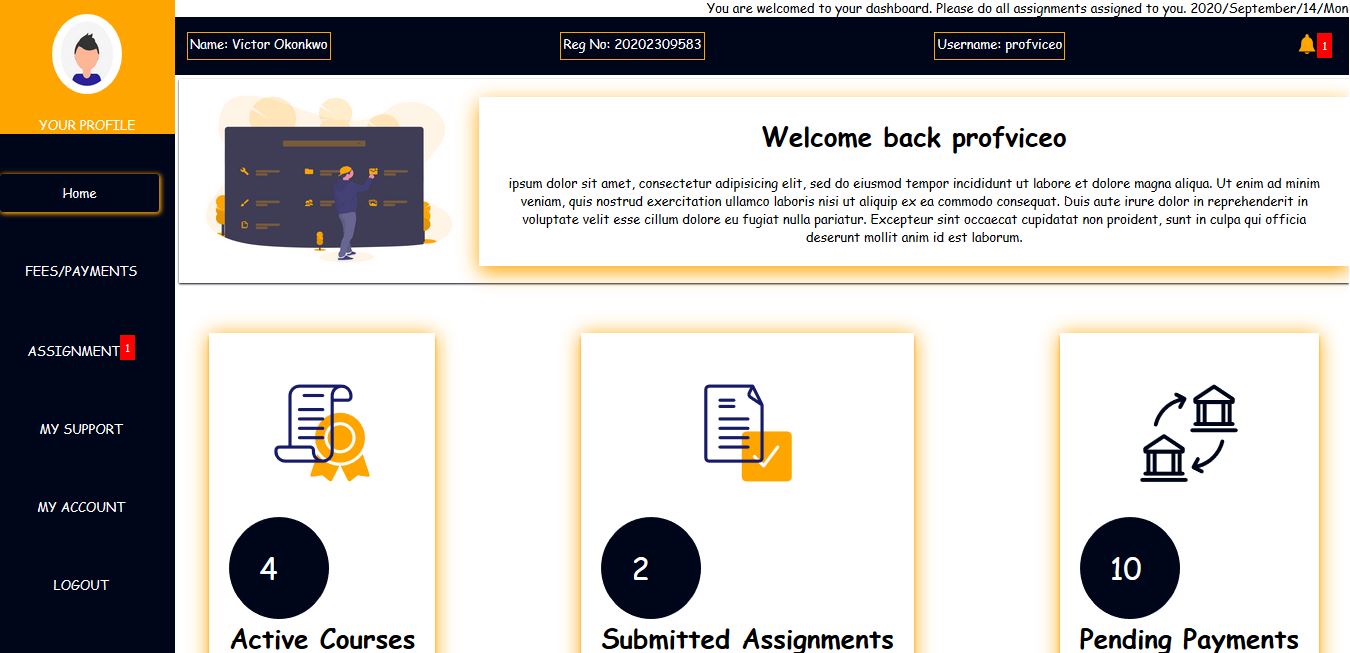 You are welcomed to your dashboard. Please do all assignments assigned to you. 2020/September/14/Mon
Name: Victor Okonkwo
Reg No: 20202309583
Username: profviceo
1
YOUR PROFILE
Home
FEES/PAYMENTS
ASSIGNMENT 1
MY SUPPORT
MY ACCOUNT
LOGOUT
Welcome back profviceo
ipsum dolor sit amet, consectetur adipisicing elit, sed do eiusmod tempor incididunt ut labore et dolore magna aliqua. Ut enim ad minim
veniam, quis nostrud exercitation ullamco laboris nisi ut aliquip ex ea commodo consequat. Duis aute irure dolor in reprehenderit in
voluptate velit esse cillum dolore eu fugiat nulla pariatur. Excepteur sint occaecat cupidatat non proident, sunt in culpa qui officia
deserunt mollit anim id est laborum.
4
Active Courses
2
Submitted Assignments
10
Pending Payments